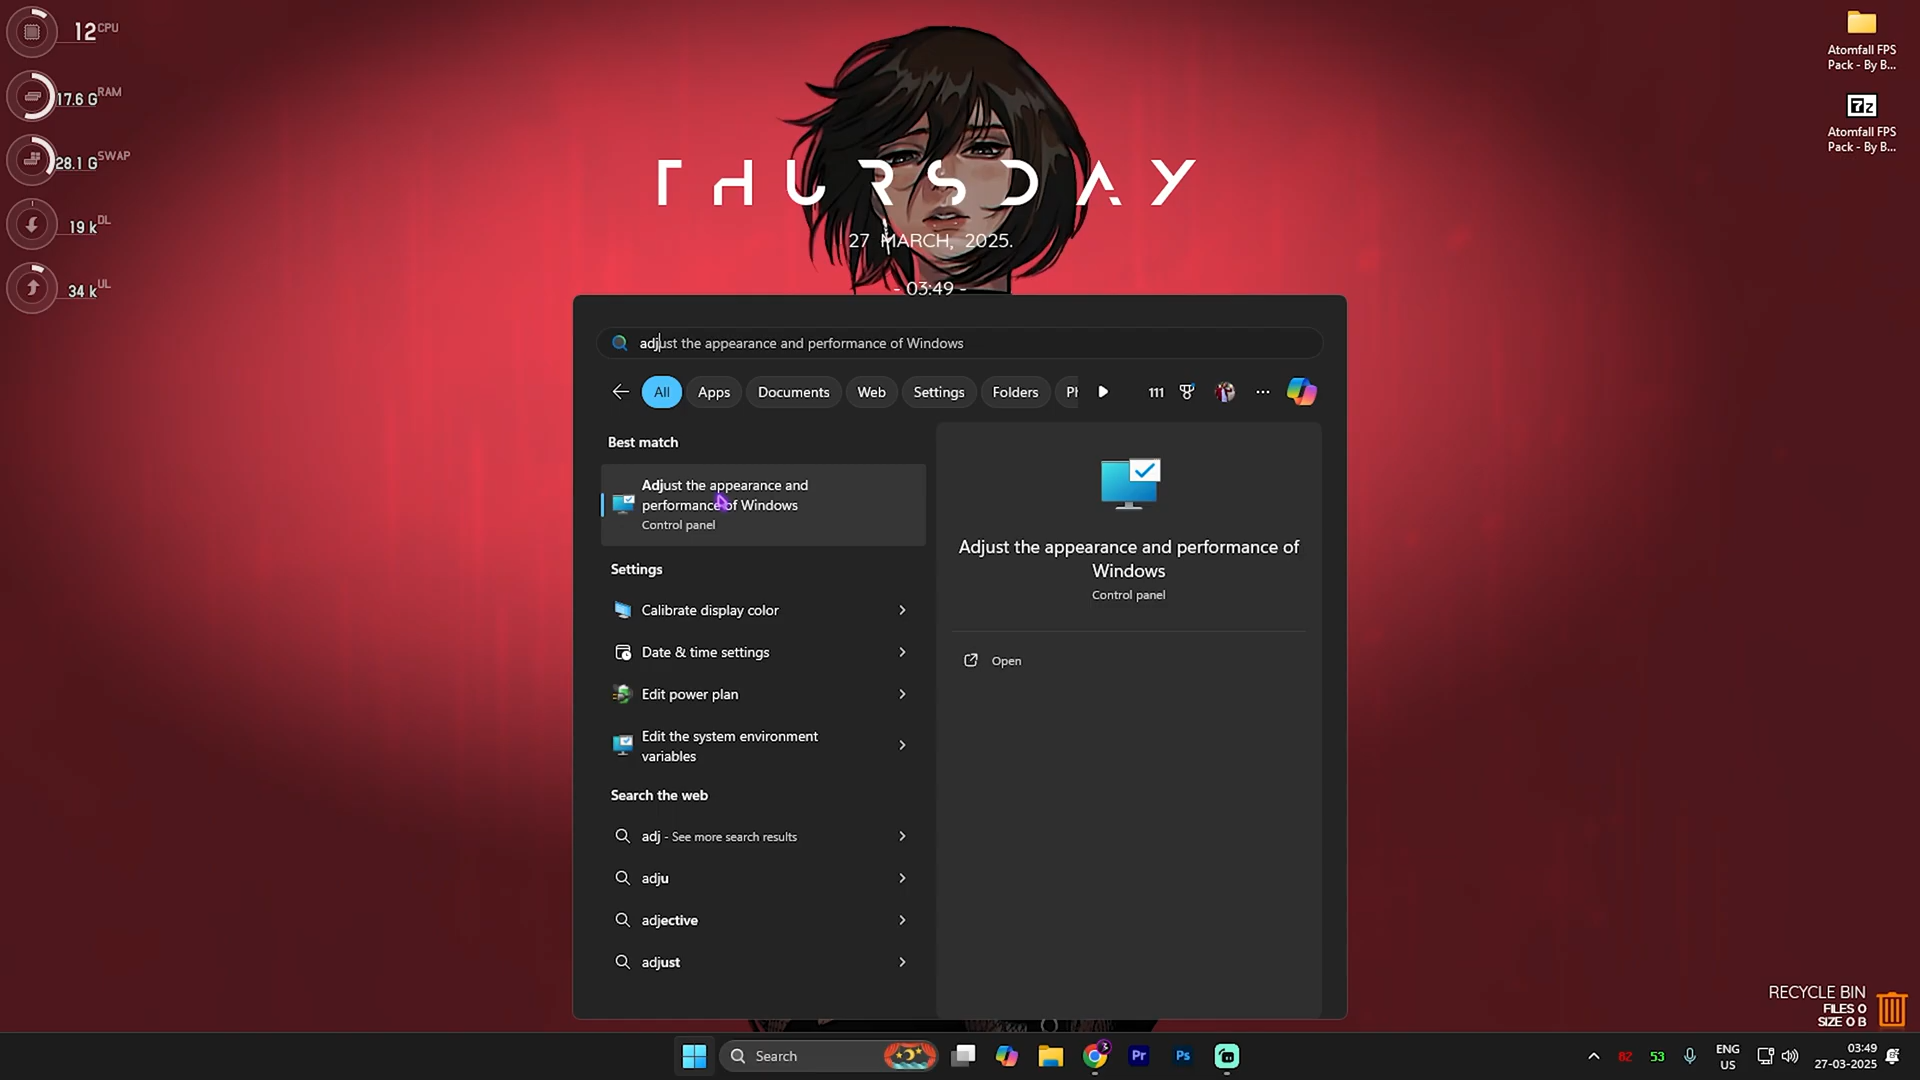 12 CPU
17.6 G RAM
28.1 G SWAP
19 k DL
34 k UL
Atomfall FPS
Pack - By B...
7z
Atomfall FPS
Pack - By B...
THURSDAY
27 MARCH, 2025.
- 03:49 -
adjust the appearance and performance of Windows
All Apps Documents Web Settings Folders 111
Best match
Adjust the appearance and
performance of Windows
Control panel
Settings
Calibrate display color
Date & time settings
Edit power plan
Edit the system environment
variables
Search the web
adj - See more search results
adju
adjective
adjust
Adjust the appearance and performance of
Windows
Control panel
Open
RECYCLE BIN
FILES 0
SIZE 0 B
Search
3
Pr
Ps
82 53
ENG
US
03:49
27-03-2025